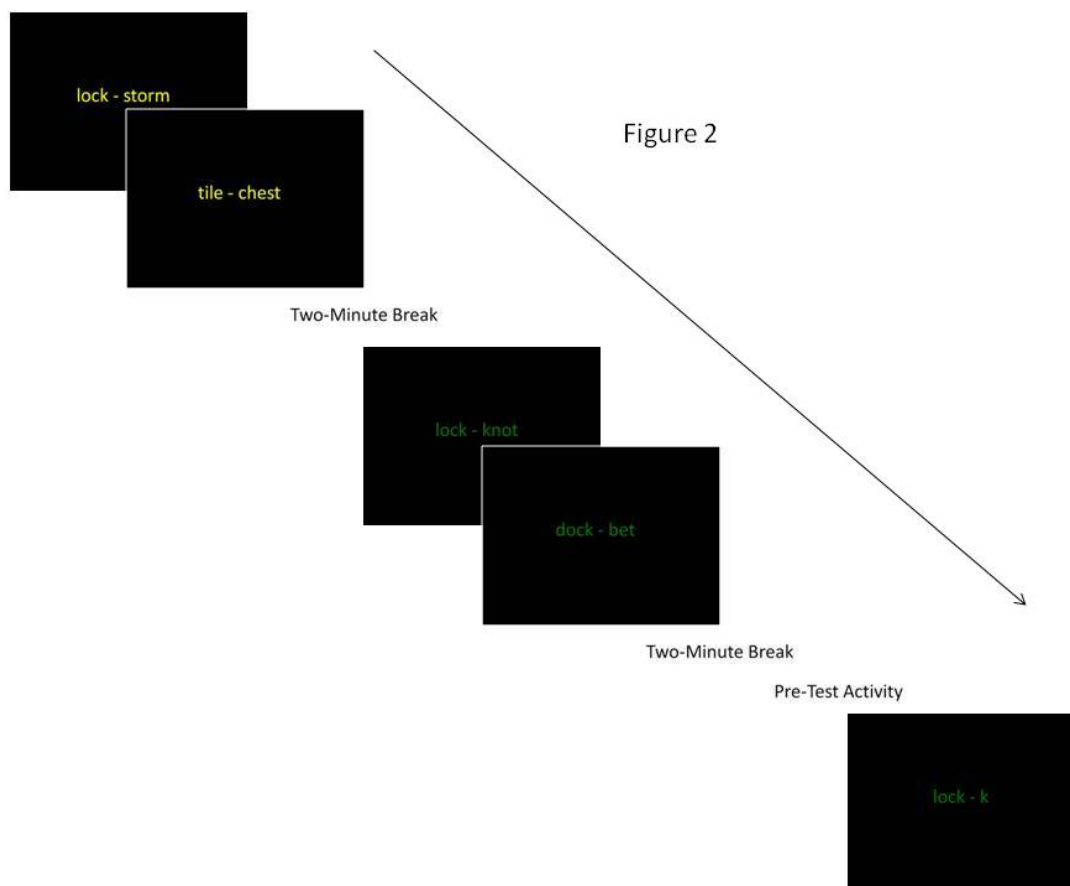 lock - storm
Figure 2
tile - chest
Two-Minute Break
lock - knot
dock - bet
Two-Minute Break
Pre-Test Activity
lock - k